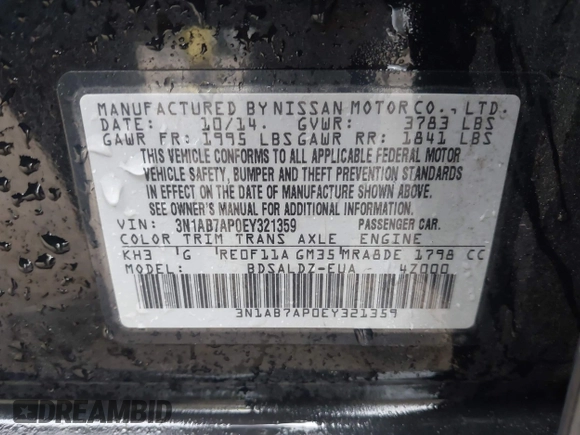 MANUFACTURED BY NISSAN MOTOR CO., LTD.
DATE: 10/14. GVWR: 3783 LBS
GAWR FR: 1995 LBS GAWR RR: 1841 LBS
THIS VEHICLE CONFORMS TO ALL APPLICABLE FEDERAL MOTOR
VEHICLE SAFETY, BUMPER AND THEFT PREVENTION STANDARDS
IN EFFECT ON THE DATE OF MANUFACTURE SHOWN ABOVE.
SEE OWNER'S MANUAL FOR ADDITIONAL INFORMATION.
VIN: 3N1AB7AP0EY321359 PASSENGER CAR.
COLOR TRIM TRANS AXLE ENGINE
KH3 G RE0F11A GM35 MRA8DE 1798 CC
MODEL: BDSALDZ-EUA - 4Z000
3N1AB7AP0EY321359
DREAMBID